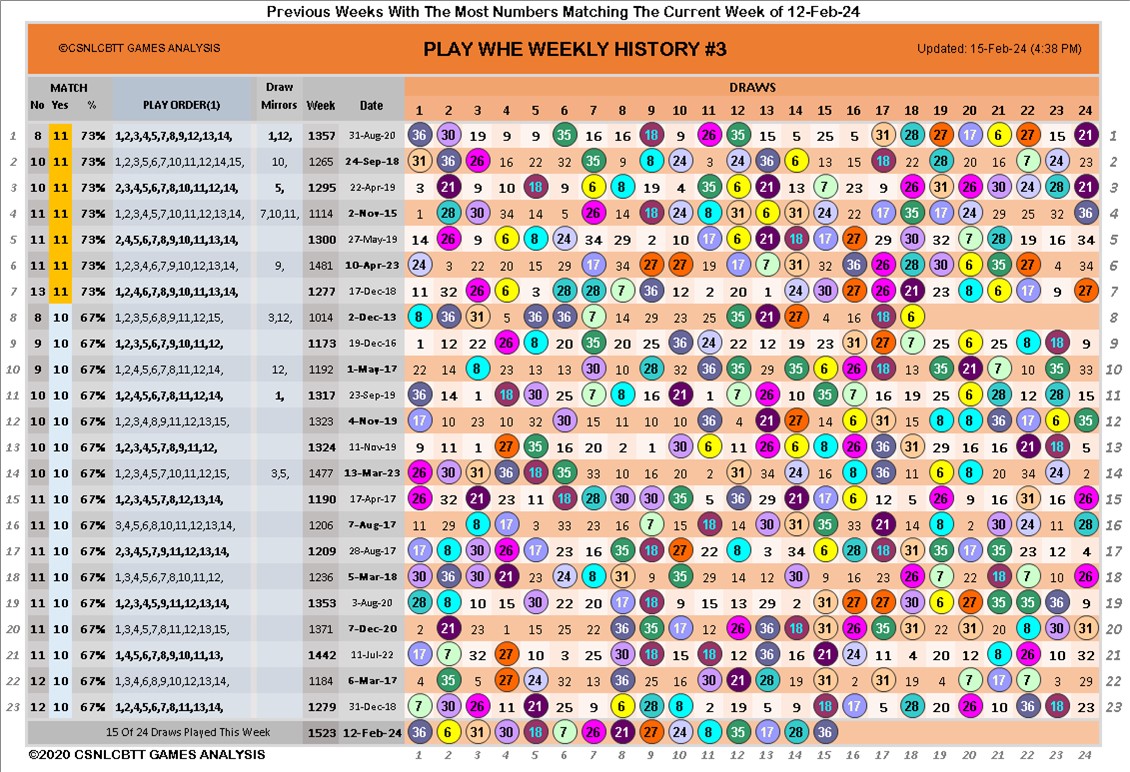 Previous Weeks With The Most Numbers Matching The Current Week of 12-Feb-24
©CSNLCBTT GAMES ANALYSIS PLAY WHE WEEKLY HISTORY #3 Updated: 15-Feb-24 (4:38 PM)
MATCH Draw DRAWS
No Yes % PLAY ORDER(1) Mirrors Week Date 1 2 3 4 5 6 7 8 9 10 11 12 13 14 15 16 17 18 19 20 21 22 23 24
1 8 11 73% 1,2,3,4,5,7,8,9,12,13,14, 1,12, 1357 31-Aug-20 36 30 19 9 9 35 16 16 18 9 26 35 15 5 25 5 31 28 27 17 6 27 15 21 1
2 10 11 73% 1,2,3,5,6,7,10,11,12,14,15, 10, 1265 24-Sep-18 31 36 26 16 22 32 35 9 8 24 3 24 36 6 13 15 18 22 28 20 16 7 24 23 2
3 10 11 73% 2,3,4,5,6,7,8,10,11,12,14, 5, 1295 22-Apr-19 3 21 9 10 18 9 6 8 19 4 35 6 21 13 7 23 9 26 31 26 30 24 28 21 3
4 11 11 73% 1,2,3,4,5,7,10,11,12,13,14, 7,10,11, 1114 2-Nov-15 1 28 30 34 14 5 26 14 18 24 8 31 6 31 24 22 17 35 17 24 29 25 32 36 4
5 11 11 73% 2,4,5,6,7,8,9,10,11,13,14, 1300 27-May-19 14 26 9 6 8 24 34 29 2 10 17 6 21 18 17 27 29 30 32 7 28 19 16 34 5
6 11 11 73% 1,2,3,4,6,7,9,10,12,13,14, 9, 1481 10-Apr-23 24 3 22 20 15 29 17 34 27 27 19 17 7 31 32 36 26 28 30 6 35 27 4 34 6
7 13 11 73% 1,2,4,6,7,8,9,10,11,13,14, 1277 17-Dec-18 11 32 26 6 3 28 28 7 36 12 2 20 1 24 30 27 26 21 23 8 6 17 9 27 7
8 8 10 67% 1,2,3,5,6,8,9,11,12,15, 3,12, 1014 2-Dec-13 8 36 31 5 36 36 7 14 29 23 25 35 21 27 4 16 18 6 8
9 9 10 67% 1,2,3,5,6,7,9,10,11,12, 1173 19-Dec-16 1 12 22 26 8 20 35 20 25 36 24 22 12 19 23 31 27 7 25 6 25 8 18 9 9
10 9 10 67% 1,2,4,5,6,7,8,11,12,14, 12, 1192 1-May-17 22 14 8 23 13 13 30 10 28 32 36 35 14 35 6 26 18 13 35 21 7 10 35 33 10
11 10 10 67% 1,2,4,5,6,7,8,11,12,14, 1, 1317 23-Sep-19 36 14 1 18 30 25 7 8 10 21 1 7 26 10 35 7 16 19 25 6 28 12 28 11 11
12 10 10 67% 1,2,3,4,8,9,11,12,13,15, 1323 4-Nov-19 17 10 23 10 32 30 15 11 10 10 36 4 21 27 14 6 31 15 8 8 36 17 6 35 12
13 10 10 67% 1,2,3,4,5,7,8,9,11,12, 1324 11-Nov-19 9 11 1 27 35 16 20 2 1 30 6 11 26 6 8 26 36 31 29 16 16 21 18 5 13
14 10 10 67% 1,2,3,4,5,7,10,11,12,15, 3,5, 1477 13-Mar-23 26 30 31 36 18 35 33 10 16 20 2 31 34 24 16 8 36 11 6 8 20 34 24 2 14
15 11 10 67% 1,2,3,4,5,7,8,12,13,14, 1190 17-Apr-17 26 32 21 23 11 18 28 30 30 35 5 36 29 21 17 6 12 5 26 9 22 31 16 26 15
16 11 10 67% 3,4,5,6,8,10,11,12,13,14, 1206 7-Aug-17 11 29 8 17 3 33 23 16 7 15 18 14 30 31 35 33 21 14 8 2 30 24 11 28 16
17 11 10 67% 2,3,4,5,7,9,11,12,13,14, 1209 28-Aug-17 17 8 30 26 17 23 16 35 18 27 22 8 3 34 6 28 18 31 35 17 35 23 12 4 17
18 11 10 67% 1,3,4,5,6,7,8,10,11,12, 1236 5-Mar-18 30 36 30 21 23 24 8 31 9 35 29 14 14 30 9 16 23 26 7 22 18 7 10 26 18
19 11 10 67% 1,2,3,4,5,9,11,12,13,14, 1353 3-Aug-20 28 8 10 15 30 22 20 17 18 9 15 13 29 2 31 27 27 30 6 27 35 35 36 9 19
20 11 10 67% 1,3,4,5,7,8,11,12,13,15, 1371 7-Dec-20 2 21 23 1 15 25 22 36 35 17 12 26 36 18 31 26 35 31 22 31 22 8 30 31 20
21 11 10 67% 1,4,5,6,7,8,9,10,11,13, 1442 11-Jul-22 17 7 32 27 10 3 25 30 18 15 18 12 36 16 21 24 11 4 20 12 8 26 10 32 21
22 12 10 67% 1,3,4,6,8,9,10,12,13,14, 1184 6-Mar-17 4 35 5 27 24 32 13 36 13 25 30 21 28 19 31 2 31 19 4 7 17 7 3 29 22
23 12 10 67% 1,2,4,5,6,7,8,11,12,14, 1279 31-Dec-18 7 30 26 11 21 25 9 6 28 8 2 15 5 9 18 17 5 28 20 26 10 36 18 23 23
15 Of 24 Draws Played This Week 1523 12-Feb-24 36 6 31 30 18 7 26 21 27 24 8 35 17 28 36
©2020 CSNLCBTT GAMES ANALYSIS 1 2 3 4 5 6 7 8 9 10 11 12 13 14 15 16 17 18 19 20 21 22 23 24